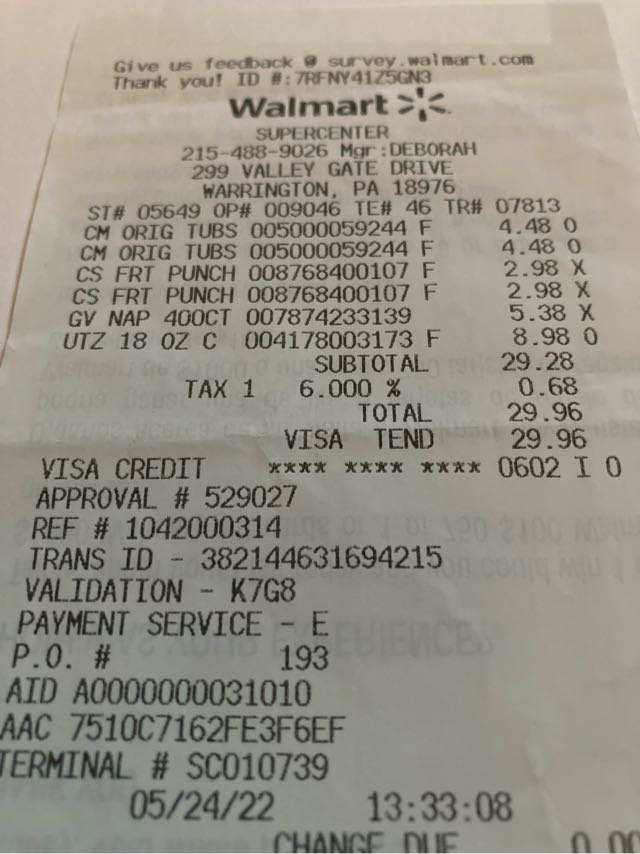 Give us feedback @ survey.walmart.com
Thank you! ID #:7RFNY41Z5GN3
Walmart
SUPERCENTER
215-488-9026 Mgr:DEBORAH
299 VALLEY GATE DRIVE
WARRINGTON, PA 18976
ST# 05649 OP# 009046 TE# 46 TR# 07813
CM ORIG TUBS 005000059244 F 4.48 O
CM ORIG TUBS 005000059244 F 4.48 O
CS FRT PUNCH 008768400107 F 2.98 X
CS FRT PUNCH 008768400107 F 2.98 X
GV NAP 400CT 007874233139 5.38 X
UTZ 18 OZ C 004178003173 F 8.98 O
SUBTOTAL 29.28
TAX 1 6.000 % 0.68
TOTAL 29.96
VISA TEND 29.96
VISA CREDIT **** **** **** 0602 I 0
APPROVAL # 529027
REF # 1042000314
TRANS ID - 382144631694215
VALIDATION - K7G8
PAYMENT SERVICE - E
P.O. # 193
AID A0000000031010
AAC 7510C7162FE3F6EF
TERMINAL # SC010739
05/24/22 13:33:08
CHANGE DUE 0.00